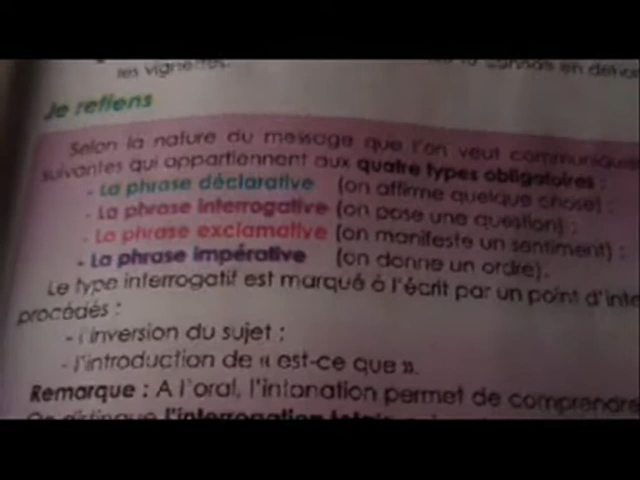 les vignettes.
Je retiens
Selon la nature du message que l'on veut
suivantes qui appartiennent aux quatre types obligatoires :
- La phrase déclarative (on affirme quelque chose) ;
- La phrase interrogative (on pose une question) ;
- La phrase exclamative (on manifeste un sentiment) ;
- La phrase impérative (on donne un ordre).
Le type interrogatif est marqué à l'écrit par un point
procédés :
- l'inversion du sujet ;
- l'introduction de « est-ce que ».
Remarque : A l'oral, l'intonation permet de comprendre
On distingue l'interrogation